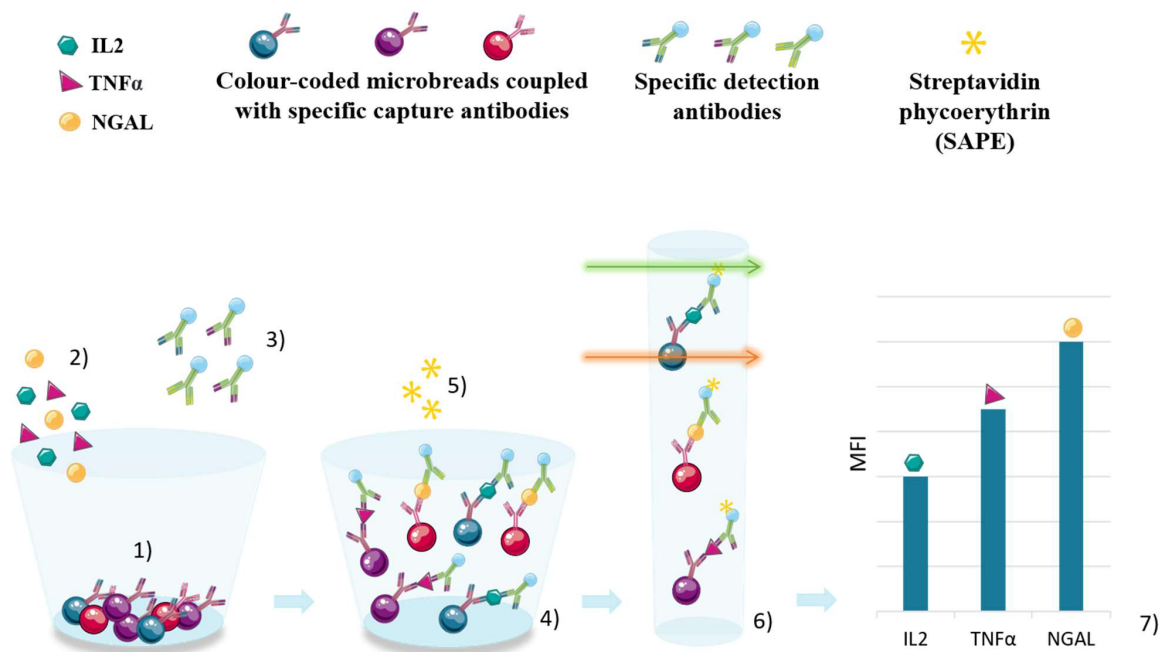 IL2
TNFα
NGAL
Colour-coded microbreads coupled
with specific capture antibodies
Specific detection
antibodies
Streptavidin
phycoerythrin
(SAPE)
2)
3)
1)
5)
4)
6)
MFI
IL2 TNFα NGAL
7)